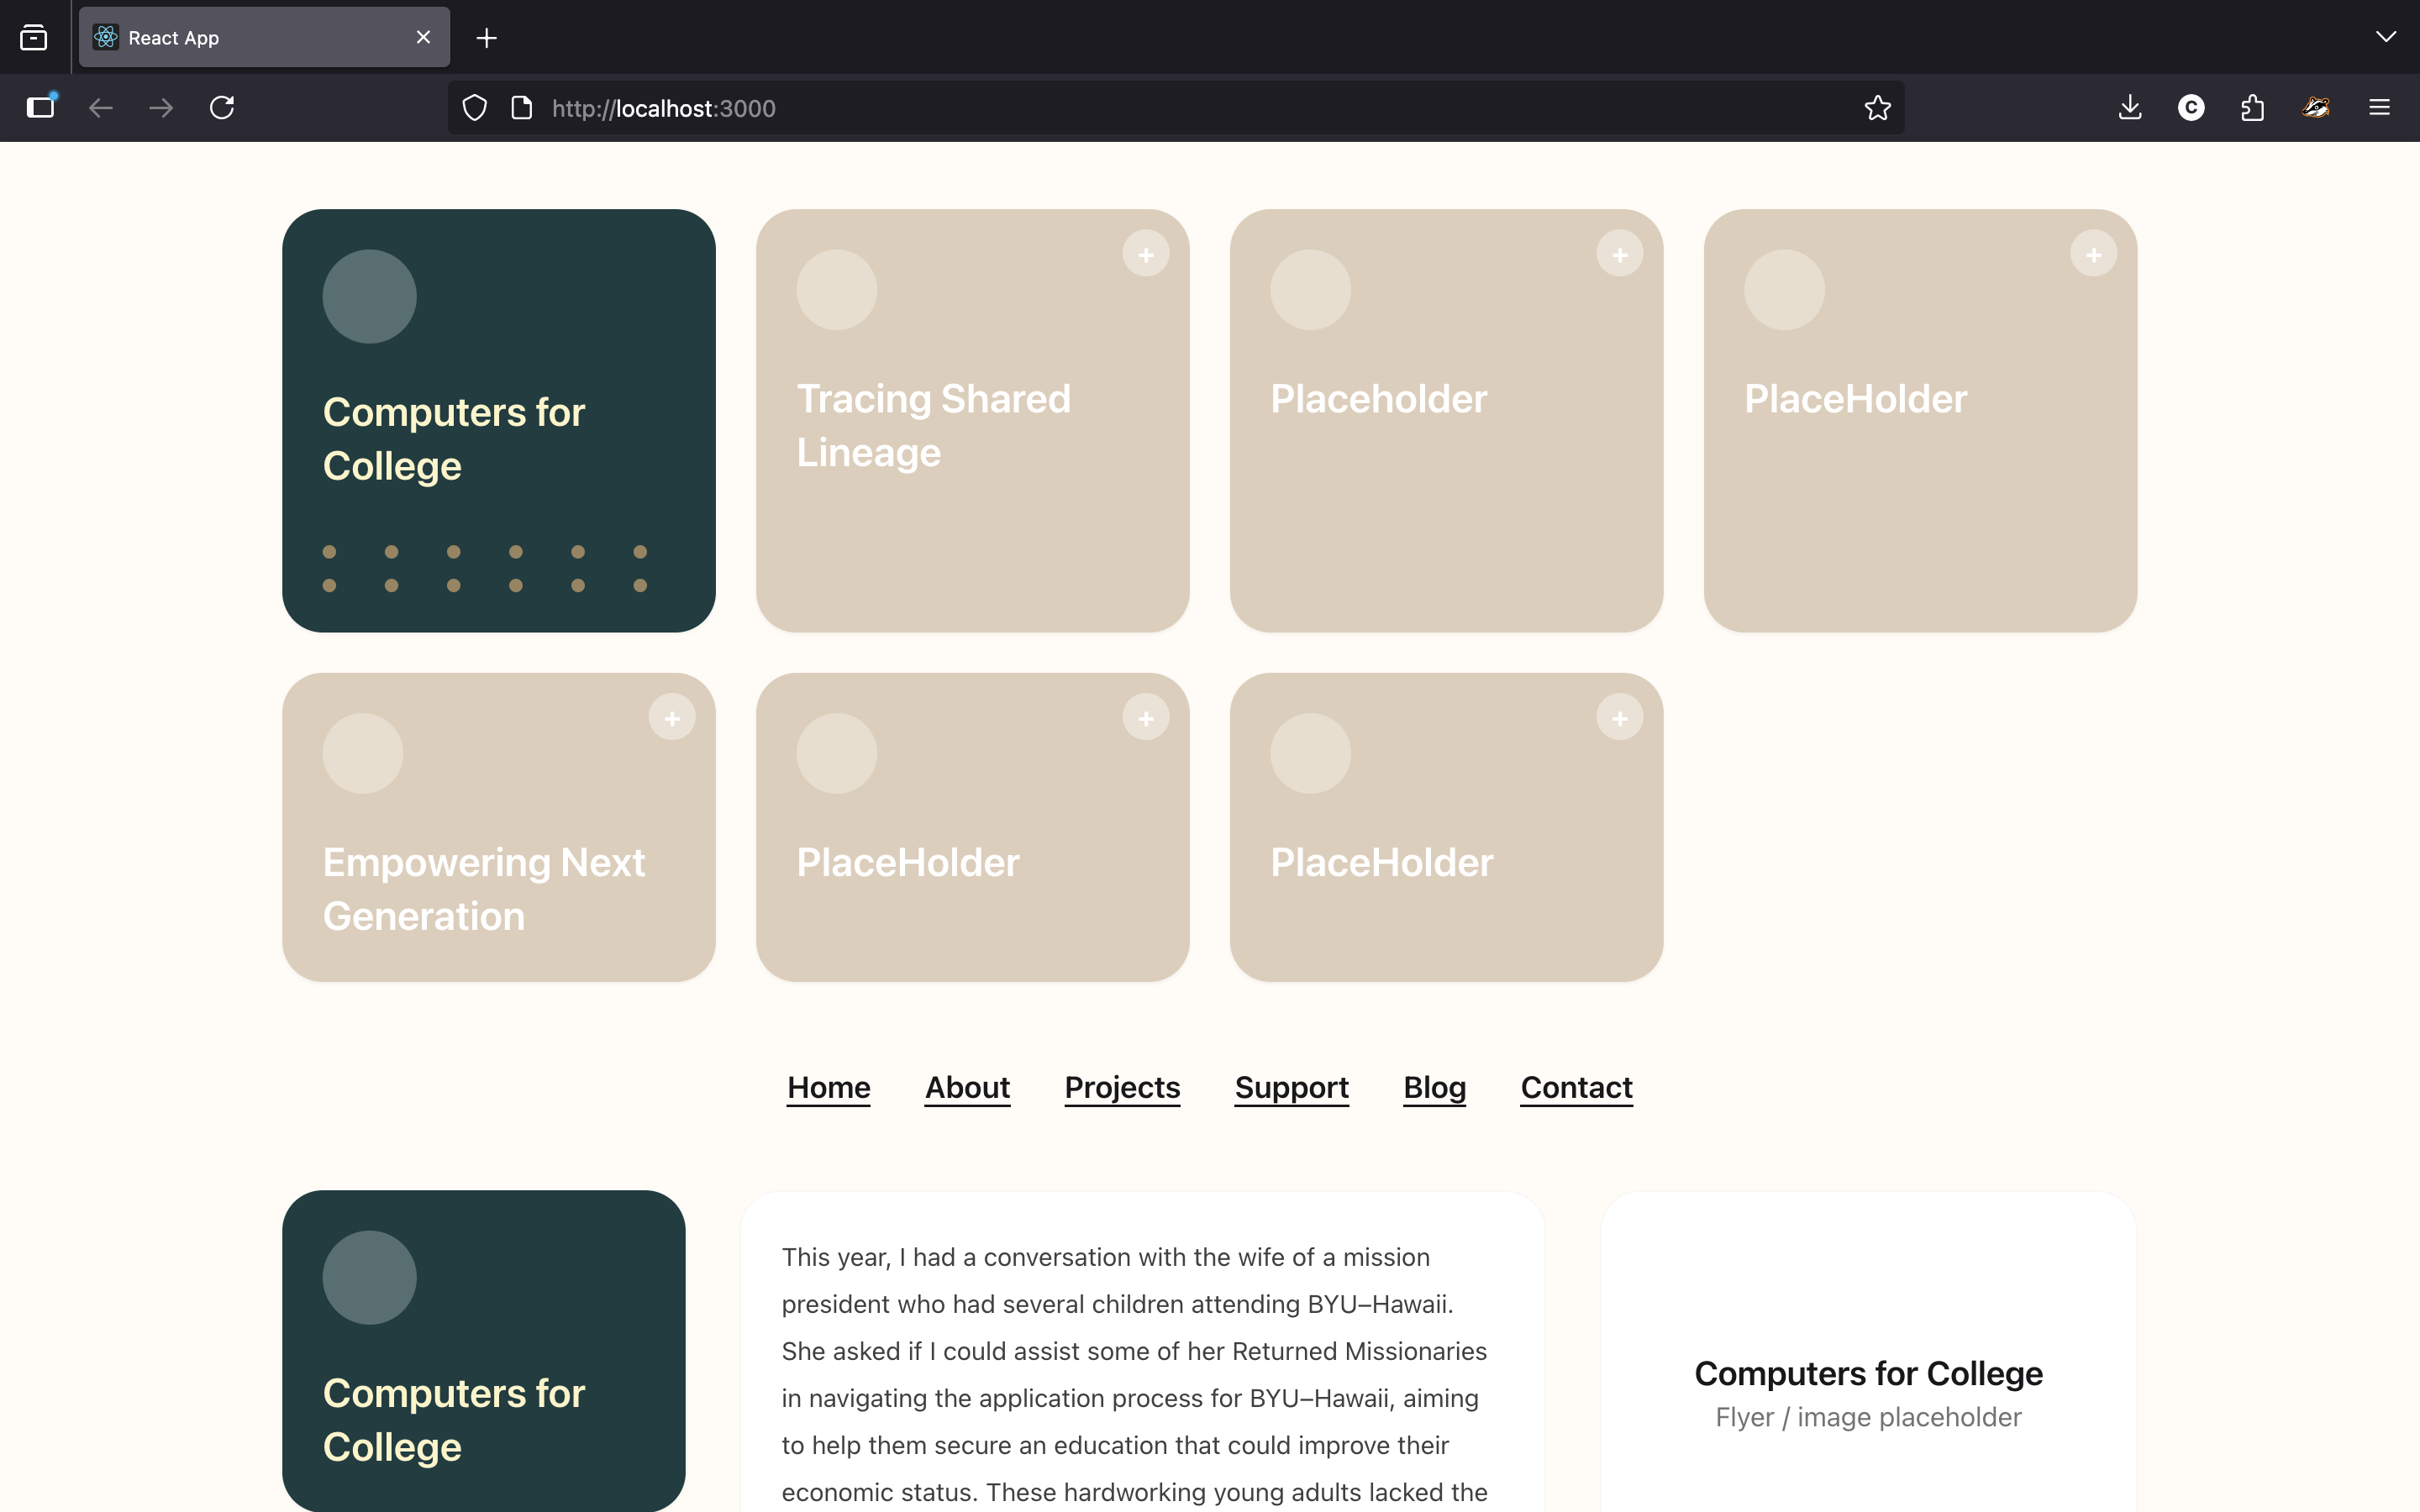 React App
http://localhost:3000
C
Computers for
College
+
Tracing Shared
Lineage
+
Placeholder
+
PlaceHolder
+
Empowering Next
Generation
+
PlaceHolder
+
PlaceHolder
Home About Projects Support Blog Contact
Computers for
College
This year, I had a conversation with the wife of a mission
president who had several children attending BYU–Hawaii.
She asked if I could assist some of her Returned Missionaries
in navigating the application process for BYU–Hawaii, aiming
to help them secure an education that could improve their
economic status. These hardworking young adults lacked the
Computers for College
Flyer / image placeholder